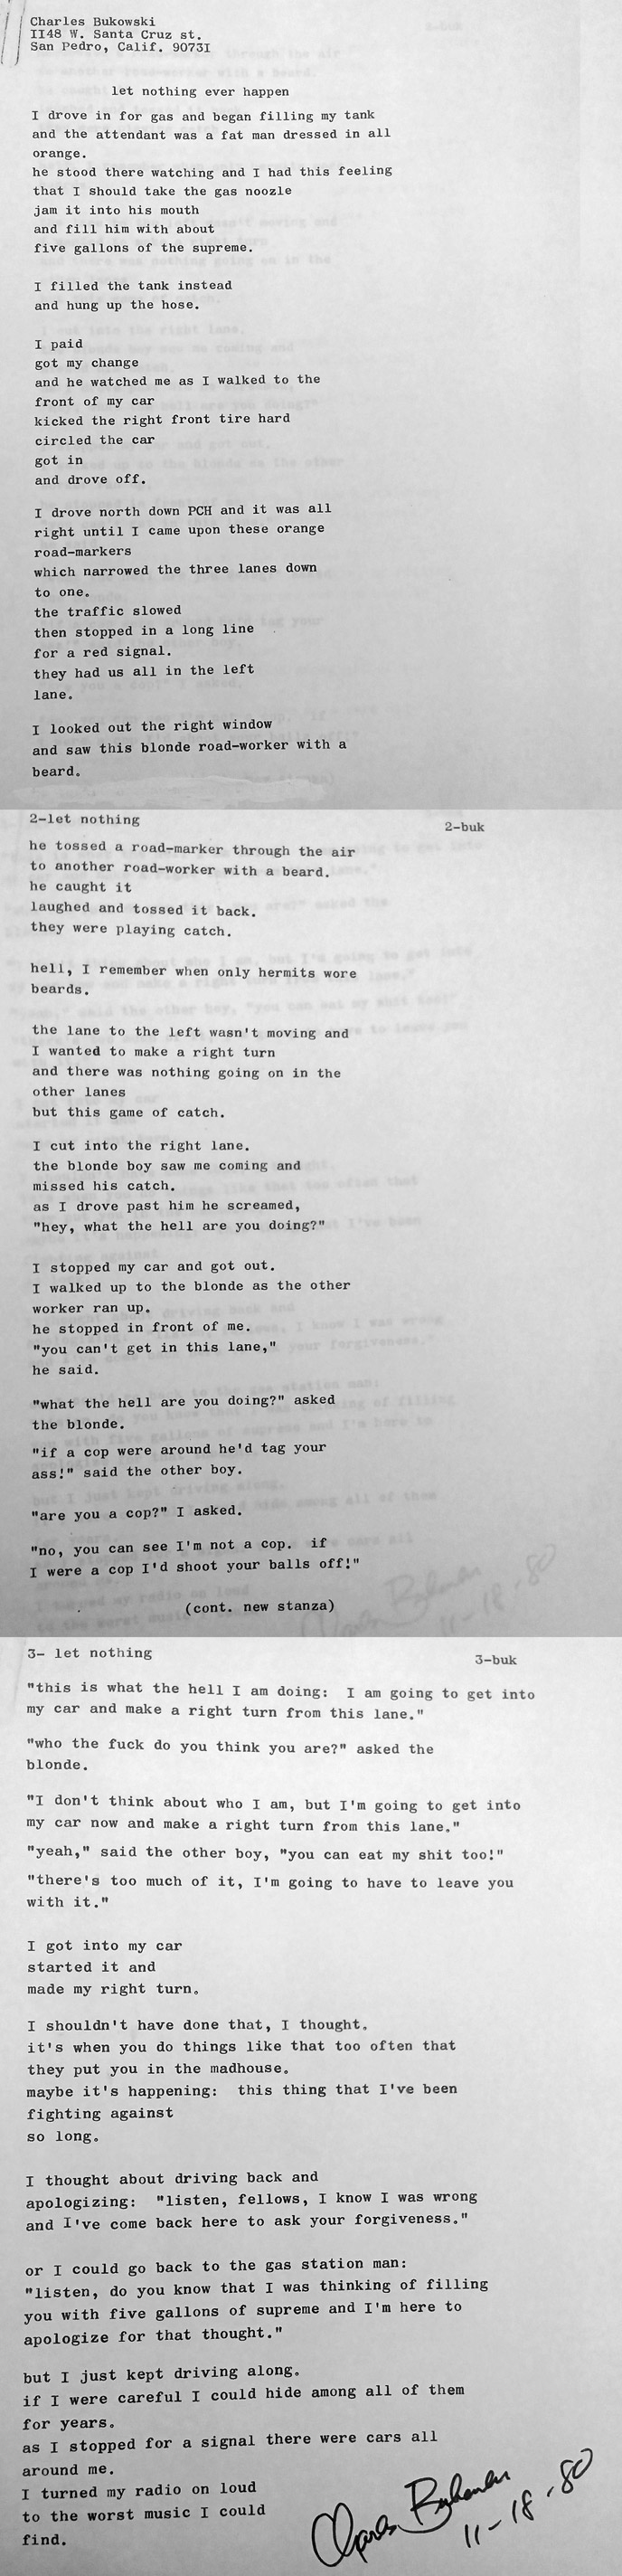 Charles Bukowski
II48 W. Santa Cruz st.
San Pedro, Calif. 9073I
let nothing ever happen
I drove in for gas and began filling my tank
and the attendant was a fat man dressed in all
orange.
he stood there watching and I had this feeling
that I should take the gas noozle
jam it into his mouth
and fill him with about
five gallons of the supreme.
I filled the tank instead
and hung up the hose.
I paid
got my change
and he watched me as I walked to the
front of my car
kicked the right front tire hard
circled the car
got in
and drove off.
I drove north down PCH and it was all
right until I came upon these orange
road-markers
which narrowed the three lanes down
to one.
the traffic slowed
then stopped in a long line
for a red signal.
they had us all in the left
lane.
I looked out the right window
and saw this blonde road-worker with a
beard.
2-let nothing
2-buk
he tossed a road-marker through the air
to another road-worker with a beard.
he caught it
laughed and tossed it back.
they were playing catch.
hell, I remember when only hermits wore
beards.
the lane to the left wasn't moving and
I wanted to make a right turn
and there was nothing going on in the
other lanes
but this game of catch.
I cut into the right lane.
the blonde boy saw me coming and
missed his catch.
as I drove past him he screamed,
"hey, what the hell are you doing?"
I stopped my car and got out.
I walked up to the blonde as the other
worker ran up.
he stopped in front of me.
"you can't get in this lane,"
he said.
"what the hell are you doing?" asked
the blonde.
"if a cop were around he'd tag your
ass!" said the other boy.
"are you a cop?" I asked.
"no, you can see I'm not a cop.  if
I were a cop I'd shoot your balls off!"
(cont. new stanza)
3- let nothing
3-buk
"this is what the hell I am doing:  I am going to get into
my car and make a right turn from this lane."
"who the fuck do you think you are?" asked the
blonde.
"I don't think about who I am, but I'm going to get into
my car now and make a right turn from this lane."
"yeah," said the other boy, "you can eat my shit too!"
"there's too much of it, I'm going to have to leave you
with it."
I got into my car
started it and
made my right turn.
I shouldn't have done that, I thought.
it's when you do things like that too often that
they put you in the madhouse.
maybe it's happening:  this thing that I've been
fighting against
so long.
I thought about driving back and
apologizing:  "listen, fellows, I know I was wrong
and I've come back here to ask your forgiveness."
or I could go back to the gas station man:
"listen, do you know that I was thinking of filling
you with five gallons of supreme and I'm here to
apologize for that thought."
but I just kept driving along.
if I were careful I could hide among all of them
for years.
as I stopped for a signal there were cars all
around me.
I turned my radio on loud
to the worst music I could
find.
Charles Bukowski
11-18-80